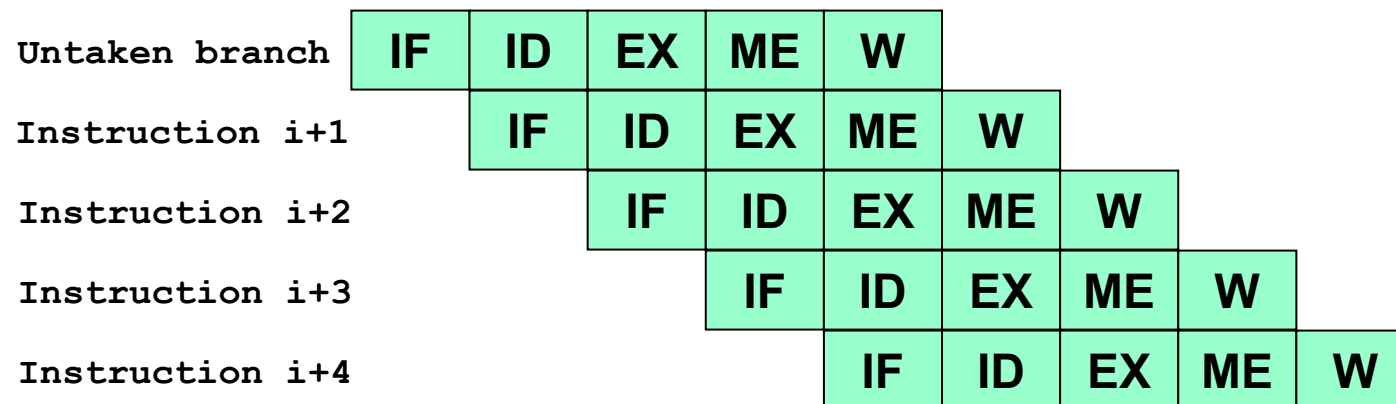 Untaken branch IF ID EX ME W
Instruction i+1 IF ID EX ME W
Instruction i+2 IF ID EX ME W
Instruction i+3 IF ID EX ME W
Instruction i+4 IF ID EX ME W